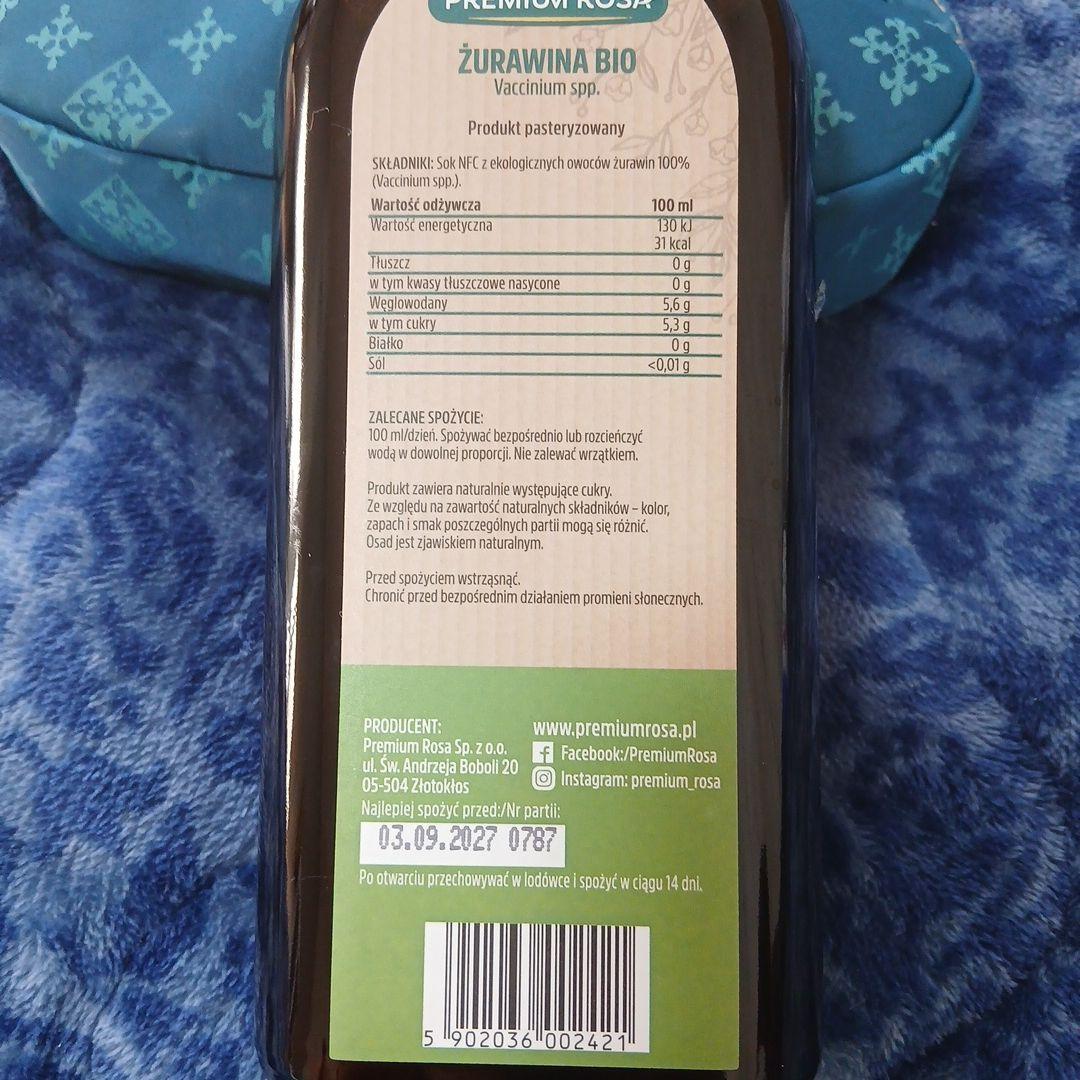 PREMIUM ROSA
ŻURAWINA BIO
Vaccinium spp.
Produkt pasteryzowany
SKŁADNIKI: Sok NFC z ekologicznych owoców żurawin 100%
(Vaccinium spp.).
Wartość odżywcza 100 ml
Wartość energetyczna 130 kJ
31 kcal
Tłuszcz 0 g
w tym kwasy tłuszczowe nasycone 0 g
Węglowodany 5,6 g
w tym cukry 5,3 g
Białko 0 g
Sól <0,01 g
ZALECANE SPOŻYCIE:
100 ml/dzień. Spożywać bezpośrednio lub rozcieńczyć
wodą w dowolnej proporcji. Nie zalewać wrzątkiem.
Produkt zawiera naturalnie występujące cukry.
Ze względu na zawartość naturalnych składników – kolor,
zapach i smak poszczególnych partii mogą się różnić.
Osad jest zjawiskiem naturalnym.
Przed spożyciem wstrząsnąć.
Chronić przed bezpośrednim działaniem promieni słonecznych.
PRODUCENT:
Premium Rosa Sp. z o.o.
ul. Św. Andrzeja Boboli 20
05-504 Złotokłos
www.premiumrosa.pl
Facebook:/PremiumRosa
Instagram: premium_rosa
Najlepiej spożyć przed:/Nr partii:
03.09.2027 0787
Po otwarciu przechowywać w lodówce i spożyć w ciągu 14 dni.
5 902036 002421